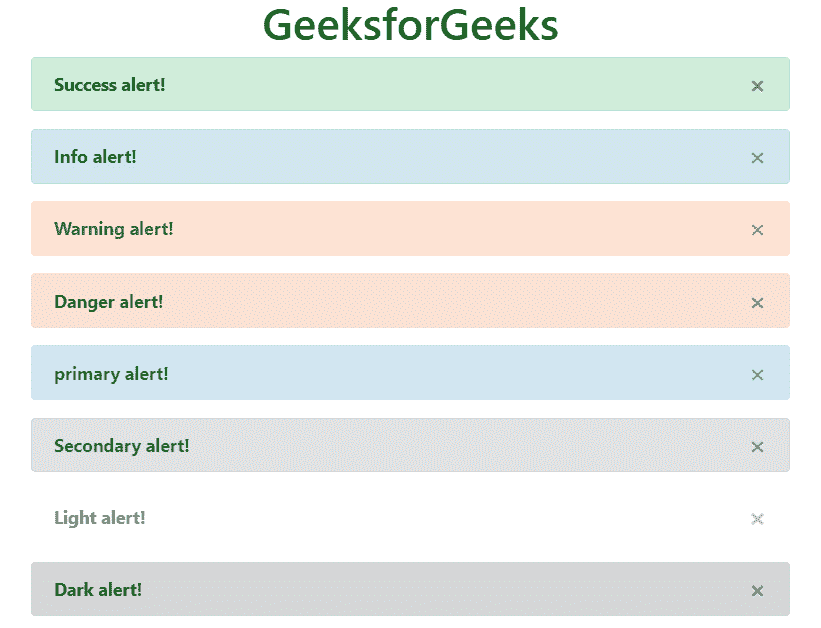 GeeksforGeeks
Success alert! ×
Info alert! ×
Warning alert! ×
Danger alert! ×
primary alert! ×
Secondary alert! ×
Light alert! ×
Dark alert! ×